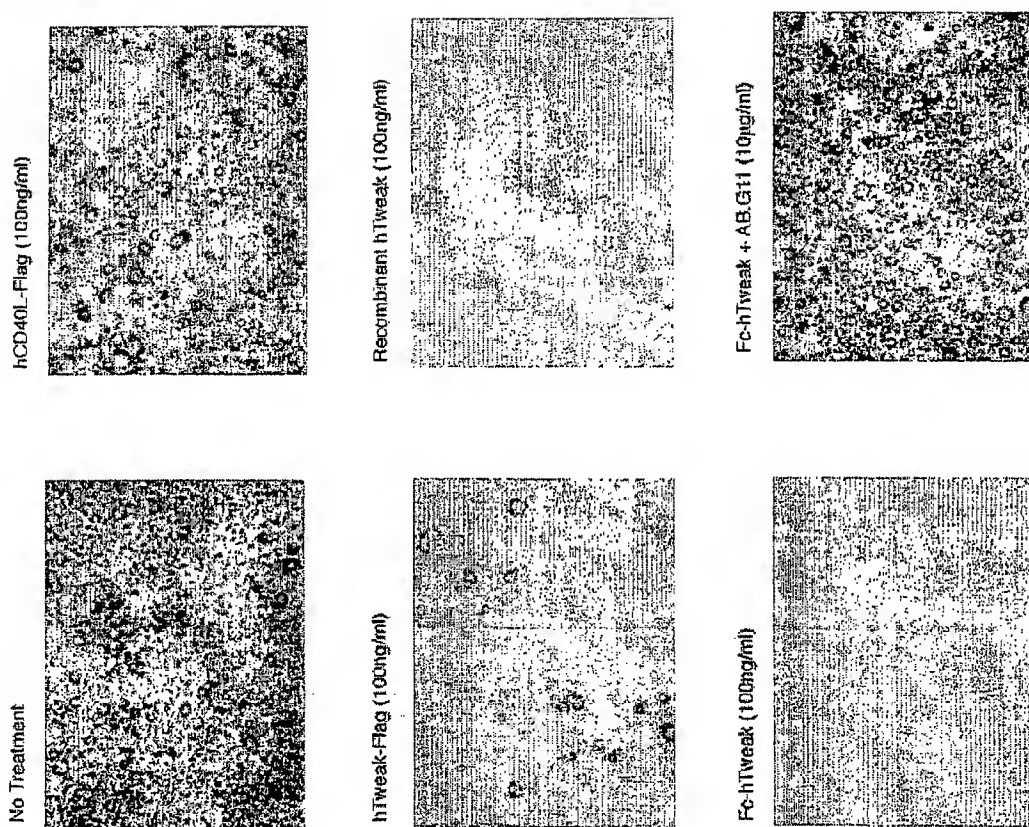 No Treatment
hCD40L-Flag (100ng/ml)
hTweak-Flag (100ng/ml)
Recombinant hTweak (100ng/ml)
Fc-hTweak (100ng/ml)
Fc-hTweak + AB.G11 (10µg/ml)